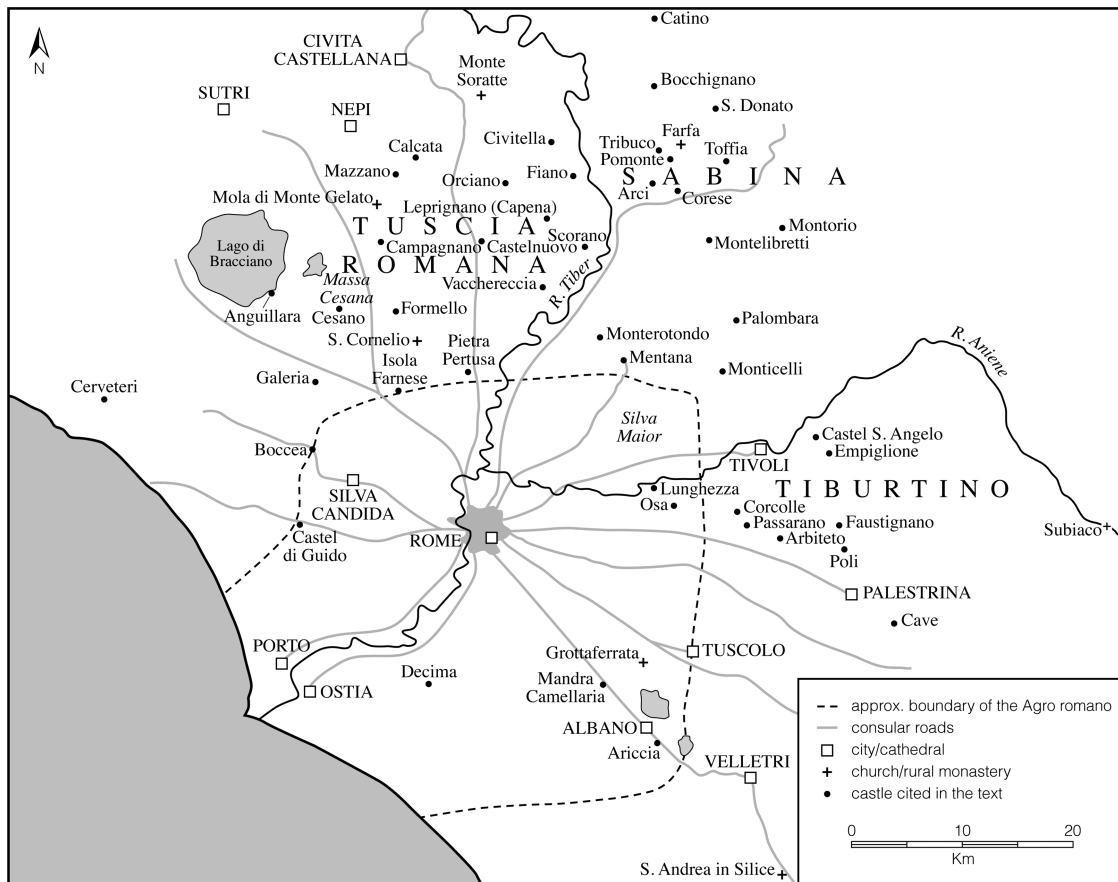 Catino
CIVITA
CASTELLANA
Monte
Soratte
Bocchignano
SUTRI
NEPI
S. Donato
N
Calcata
Civitella
Tribuco
Farfa
Pomonte
Toffia
Mazzano
Orciano
Fiano
SABINA
Arci
Corese
Mola di Monte Gelato
Leprignano (Capena)
TUSCIA
Scorano
Montorio
Montelibretti
Lago di
Bracciano
Campagnano
Castelnuovo
ROMANA
Massa
Cesana
Vacchereccia
R. Tiber
Anguillara
Cesano
Formello
Palombara
S. Cornelio
Pietra
Pertusa
Monterotondo
Mentana
R. Aniene
Isola
Farnese
Galeria
Monticelli
Cerveteri
Silva
Maior
Castel S. Angelo
Empiglione
Boccea
TIVOLI
SILVA
CANDIDA
Lunghezza
Osa
TIBURTINO
Corcolle
Passarano
Faustignano
Arbiteto
Poli
Subiaco
Castel
di Guido
ROME
PALESTRINA
Cave
PORTO
OSTIA
Decima
Grottaferrata
TUSCOLO
Mandra
Camellaria
ALBANO
Ariccia
VELLETRI
S. Andrea in Silice
approx. boundary of the Agro romano
consular roads
city/cathedral
church/rural monastery
castle cited in the text
0 10 20
Km